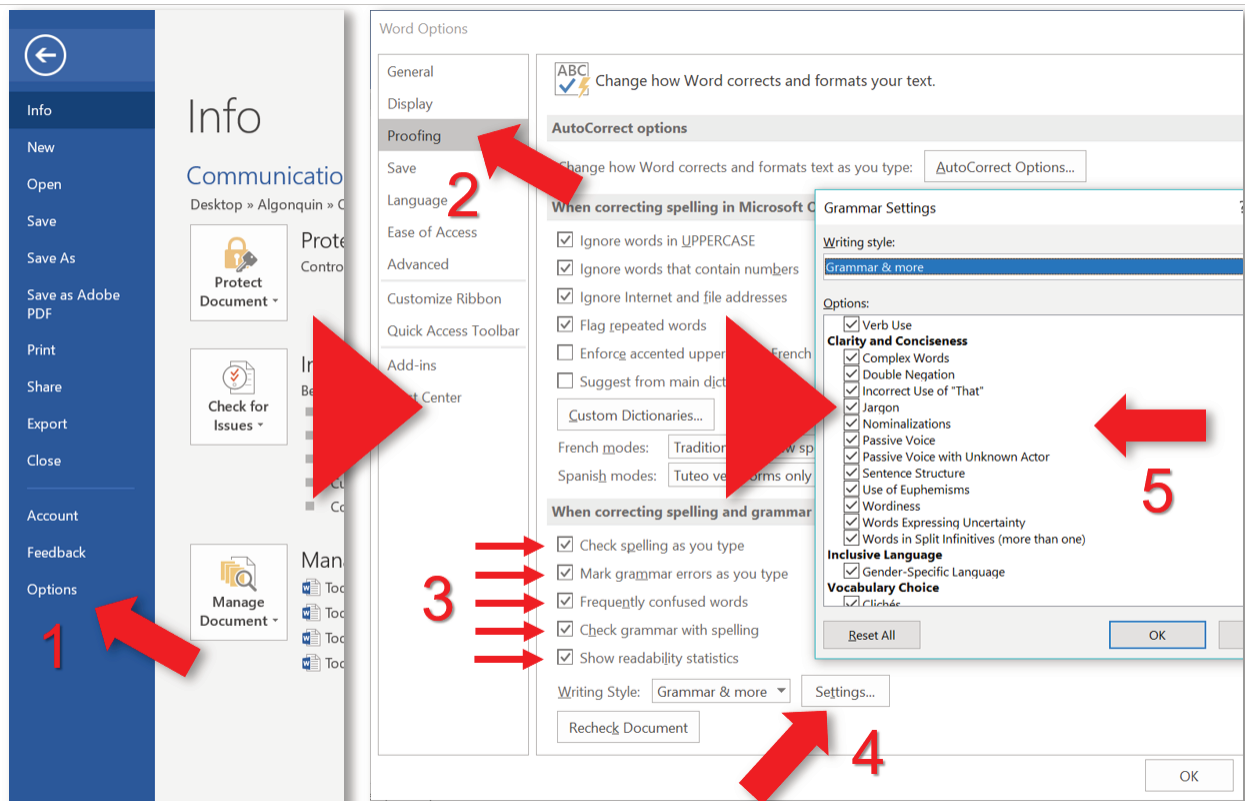 Info
New
Open
Save
Save As
Save as Adobe
PDF
Print
Share
Export
Close
Account
Feedback
Options
1
Info
Communicatio
Desktop » Algonquin » C
Protect
Document
Prote
Contro
Check for
Issues
Manage
Document
Man
Too
Too
Too
Too
Word Options
General
Display
Proofing
Save
Language
Ease of Access
Advanced
Customize Ribbon
Quick Access Toolbar
Add-ins
Center
2
ABC
Change how Word corrects and formats your text.
AutoCorrect options
Change how Word corrects and formats text as you type:
AutoCorrect Options...
When correcting spelling in Microsoft O
Ignore words in UPPERCASE
Ignore words that contain numbers
Ignore Internet and file addresses
Flag repeated words
Enforce accented upper French
Suggest from main dict
Custom Dictionaries...
French modes:
Tradition
Spanish modes:
Tuteo ve forms only
When correcting spelling and grammar
3
Check spelling as you type
Mark grammar errors as you type
Frequently confused words
Check grammar with spelling
Show readability statistics
Writing Style:
Grammar & more
Settings...
4
Recheck Document
OK
Grammar Settings
?
Writing style:
Grammar & more
Options:
Verb Use
Clarity and Conciseness
Complex Words
Double Negation
Incorrect Use of "That"
Jargon
Nominalizations
Passive Voice
Passive Voice with Unknown Actor
Sentence Structure
Use of Euphemisms
Wordiness
Words Expressing Uncertainty
Words in Split Infinitives (more than one)
Inclusive Language
Gender-Specific Language
Vocabulary Choice
Clichés
5
Reset All
OK